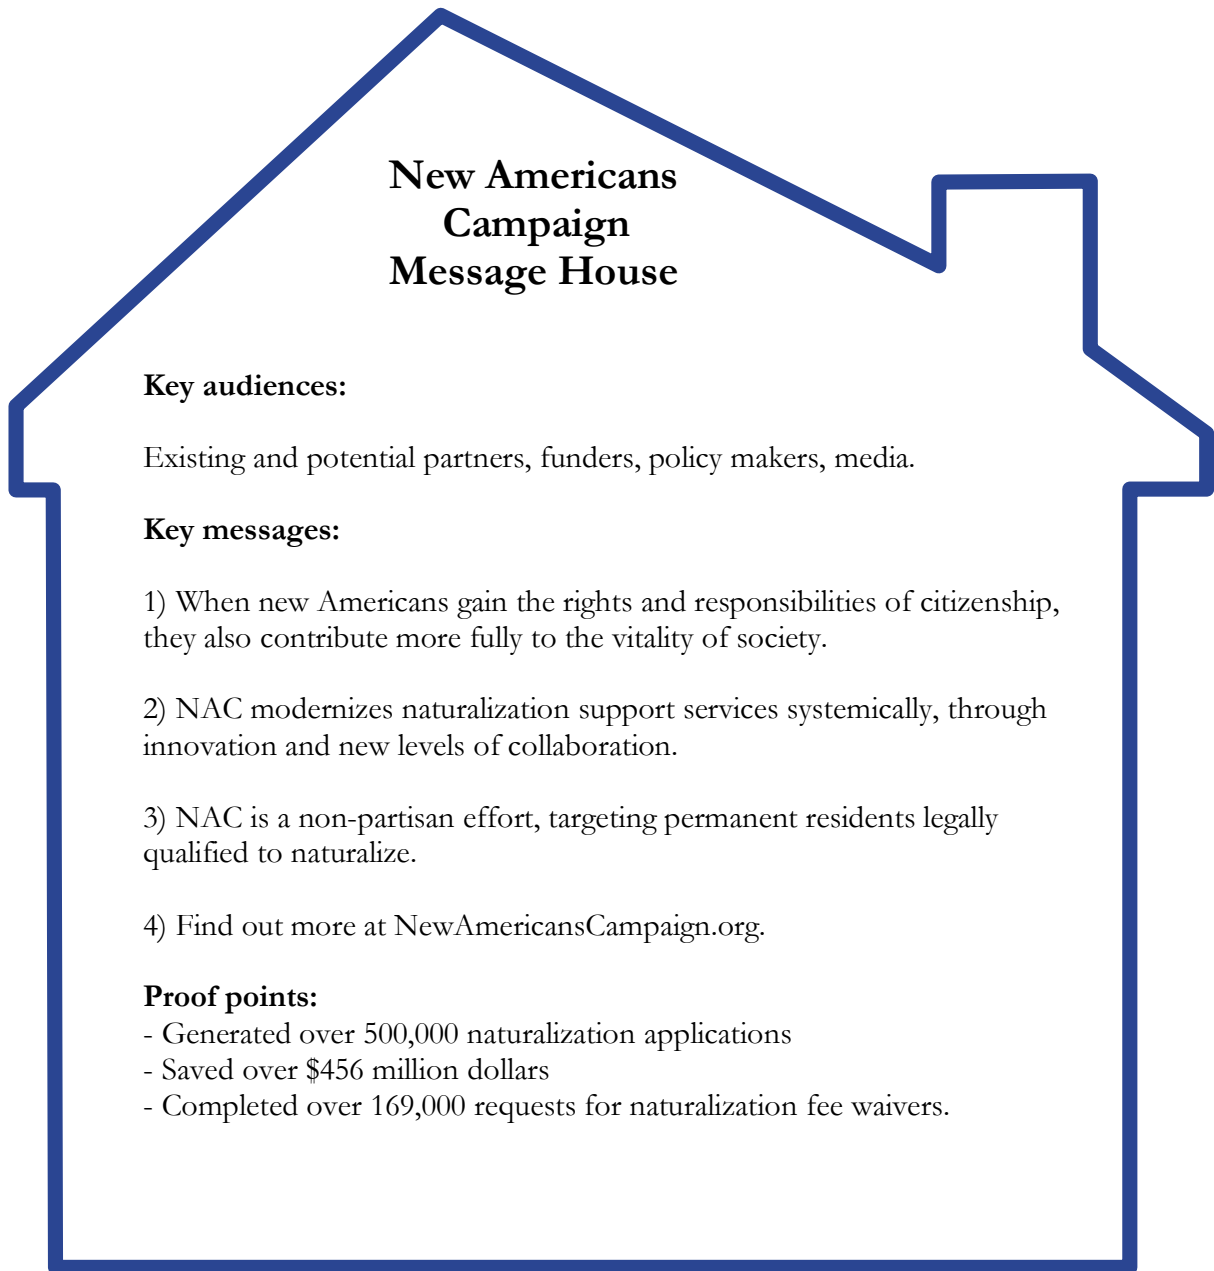 New Americans
Campaign
Message House
Key audiences:
Existing and potential partners, funders, policy makers, media.
Key messages:
1) When new Americans gain the rights and responsibilities of citizenship,
they also contribute more fully to the vitality of society.
2) NAC modernizes naturalization support services systemically, through
innovation and new levels of collaboration.
3) NAC is a non-partisan effort, targeting permanent residents legally
qualified to naturalize.
4) Find out more at NewAmericansCampaign.org.
Proof points:
- Generated over 500,000 naturalization applications
- Saved over $456 million dollars
- Completed over 169,000 requests for naturalization fee waivers.